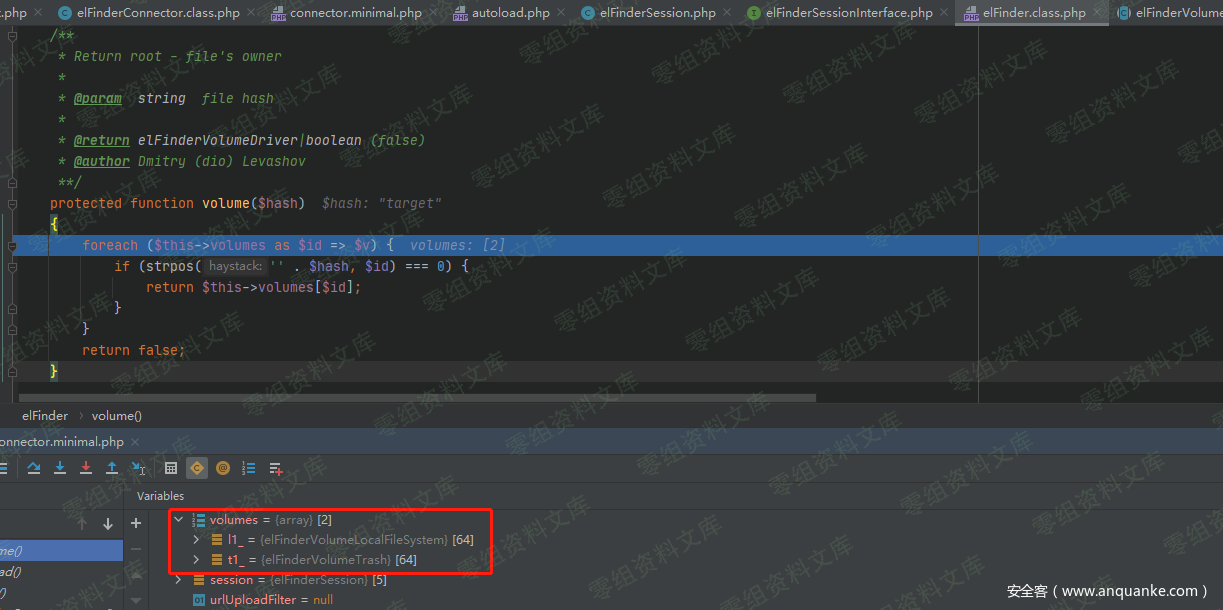 .php × elFinderConnector.class.php × connector.minimal.php × autoload.php × elFinderSession.php × elFinderSessionInterface.php × elFinder.class.php × elFinderVolume
/**
* Return root - file's owner
*
* @param string file hash
*
* @return elFinderVolumeDriver|boolean (false)
* @author Dmitry (dio) Levashov
**/
protected function volume($hash) $hash: "target"
{
foreach ($this->volumes as $id => $v) { volumes: [2]
if (strpos( haystack: '' . $hash, $id) === 0) {
return $this->volumes[$id];
}
}
return false;
}
elFinder › volume()
onnector.minimal.php ×
Variables
volumes = {array} [2]
l1_ = {elFinderVolumeLocalFileSystem} [64]
me()
t1_ = {elFinderVolumeTrash} [64]
ad()
session = {elFinderSession} [5]
()
urlUploadFilter = null
安全客 ( www.anquanke.com )
零组资料文库